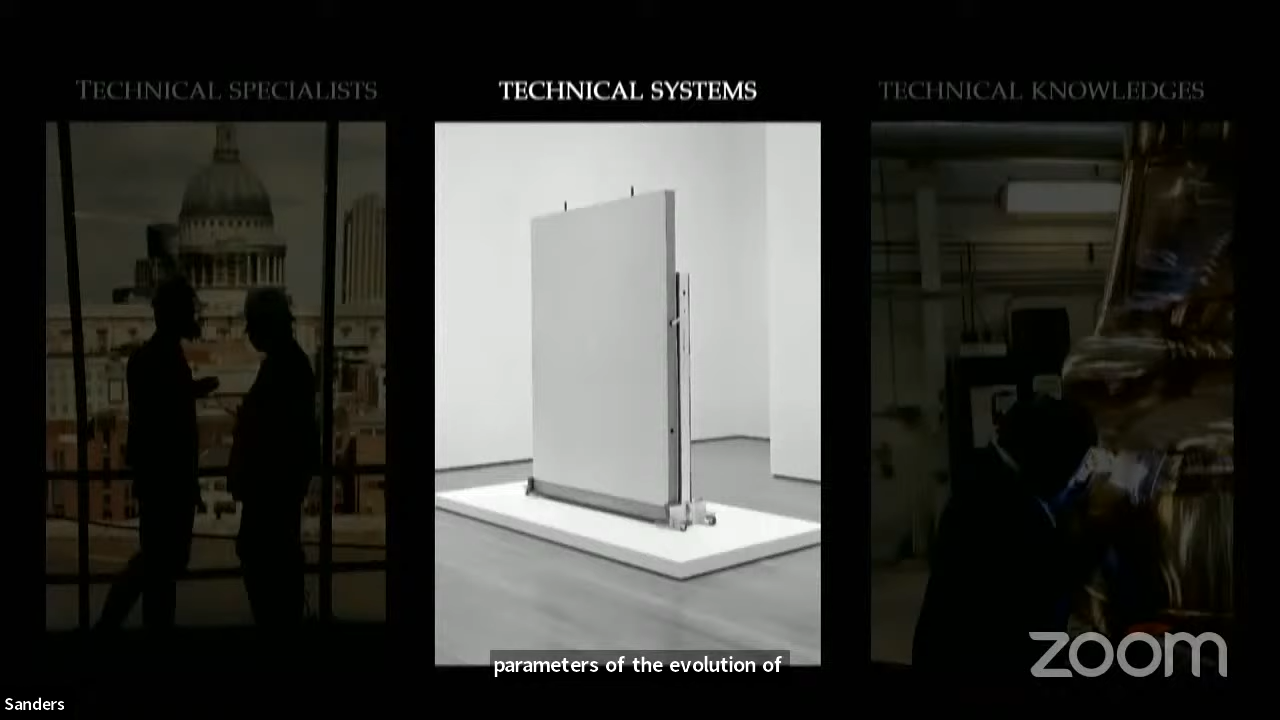 TECHNICAL SPECIALISTS
TECHNICAL SYSTEMS
TECHNICAL KNOWLEDGES
parameters of the evolution of
zoom
Sanders